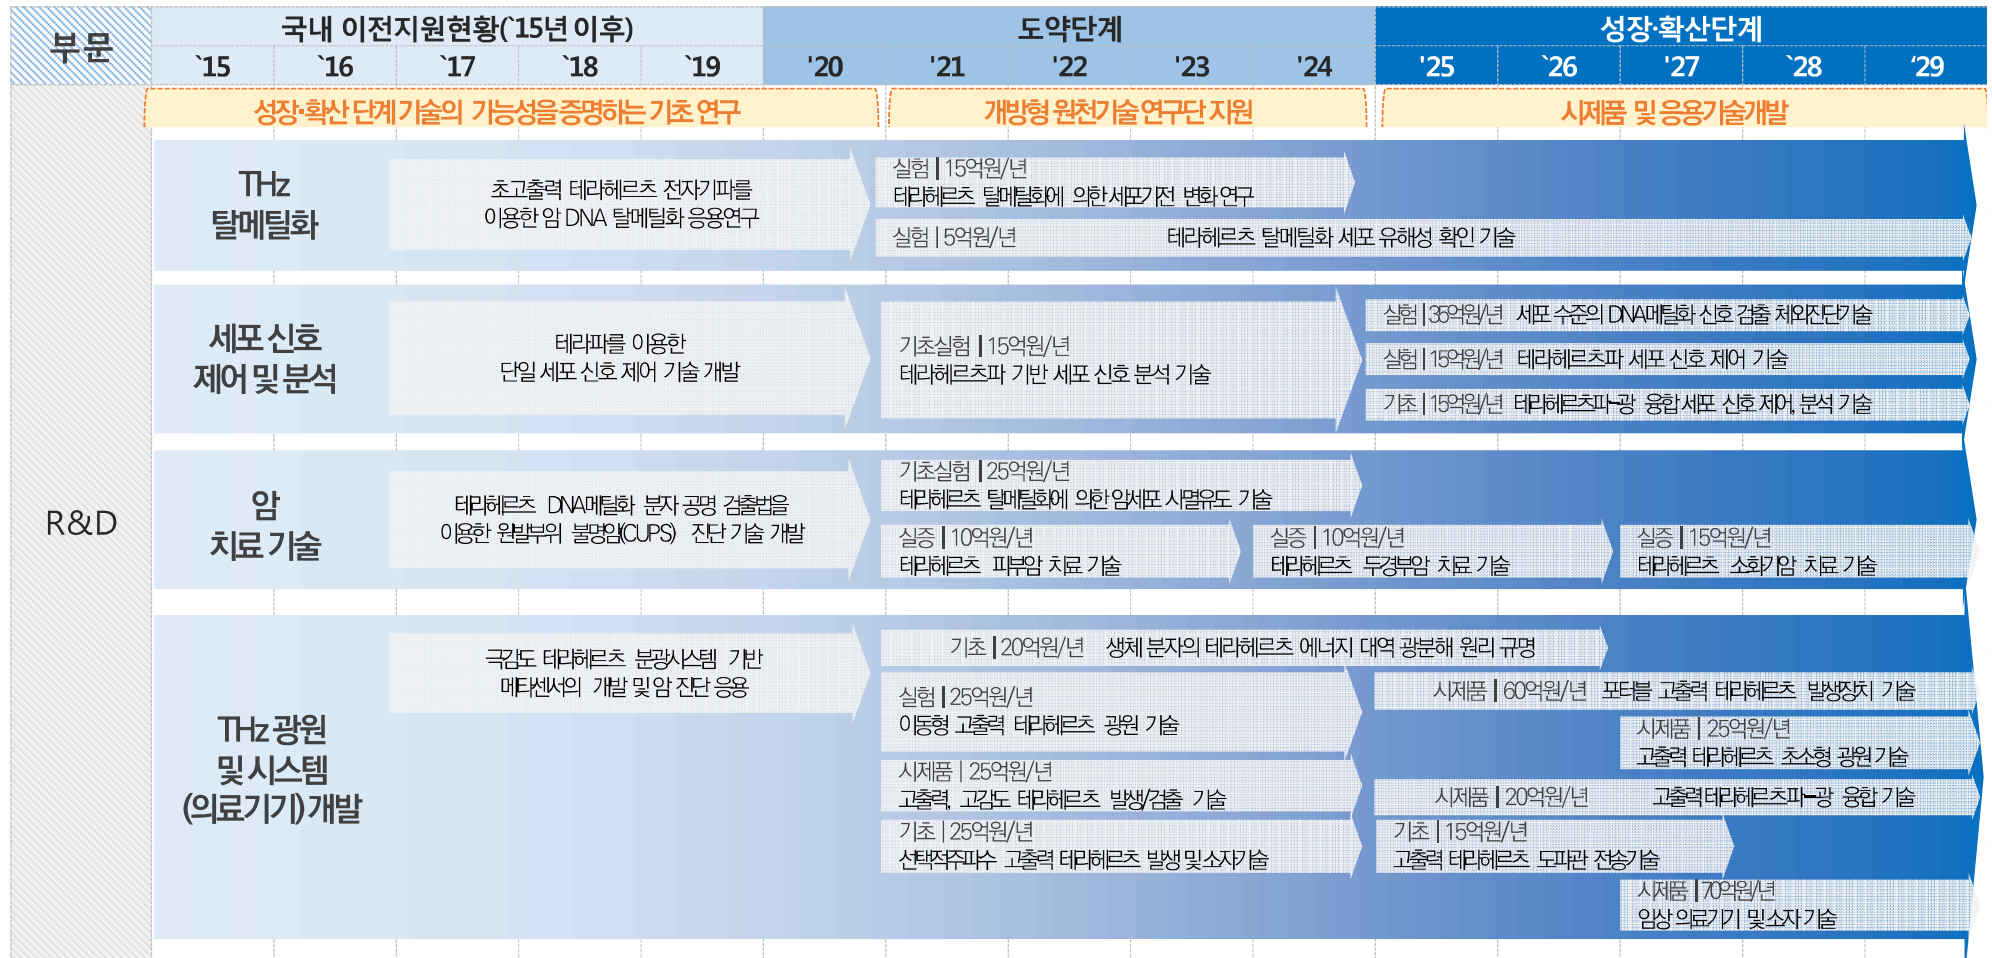 부문
국내 이전지원현황(`15년 이후)
도약단계
성장·확산단계
`15 `16 `17 `18 `19 '20 '21 '22 '23 '24 '25 `26 '27 `28 ‘29
성장·확산 단계 기술의 가능성을 증명하는 기초 연구
개방형 원천기술 연구단 지원
시제품 및 응용기술개발
R&D
THz
탈메틸화
초고출력 테라헤르츠 전자기파를
이용한 암 DNA 탈메틸화 응용연구
실험 | 15억원/년
테라헤르츠 탈메틸화에 의한 세포기전 변화 연구
실험 | 5억원/년 테라헤르츠 탈메틸화 세포 유해성 확인 기술
세포 신호
제어 및 분석
테라파를 이용한
단일 세포 신호 제어 기술 개발
기초실험 | 15억원/년
테라헤르츠파 기반 세포 신호 분석 기술
실험 | 35억원/년 세포 수준의 DNA메틸화 신호 검출 체외진단기술
실험 | 15억원/년 테라헤르츠파 세포 신호 제어 기술
기초 | 15억원/년 테라헤르츠파-광 융합 세포 신호 제어, 분석 기술
암
치료 기술
테라헤르츠 DNA메틸화 분자 공명 검출법을
이용한 원발부위 불명암(CUPS) 진단 기술 개발
기초실험 | 25억원/년
테라헤르츠 탈메틸화에 의한 암세포 사멸유도 기술
실증 | 10억원/년
테라헤르츠 피부암 치료 기술
실증 | 10억원/년
테라헤르츠 두경부암 치료 기술
실증 | 15억원/년
테라헤르츠 소화기암 치료 기술
THz 광원
및 시스템
(의료기기) 개발
극감도 테라헤르츠 분광시스템 기반
메타센서의 개발 및 암 진단 응용
기초 | 20억원/년 생체 분자의 테라헤르츠 에너지 대역 광분해 원리 규명
실험 | 25억원/년
이동형 고출력 테라헤르츠 광원 기술
시제품 | 60억원/년 포터블 고출력 테라헤르츠 발생장치 기술
시제품 | 25억원/년
고출력 테라헤르츠 초소형 광원 기술
시제품 | 25억원/년
고출력, 고감도 테라헤르츠 발생/검출 기술
시제품 | 20억원/년 고출력 테라헤르츠파-광 융합 기술
기초 | 25억원/년
선택적주파수 고출력 테라헤르츠 발생 및 소자 기술
기초 | 15억원/년
고출력 테라헤르츠 도파관 전송기술
시제품 | 70억원/년
임상 의료기기 및 소자 기술